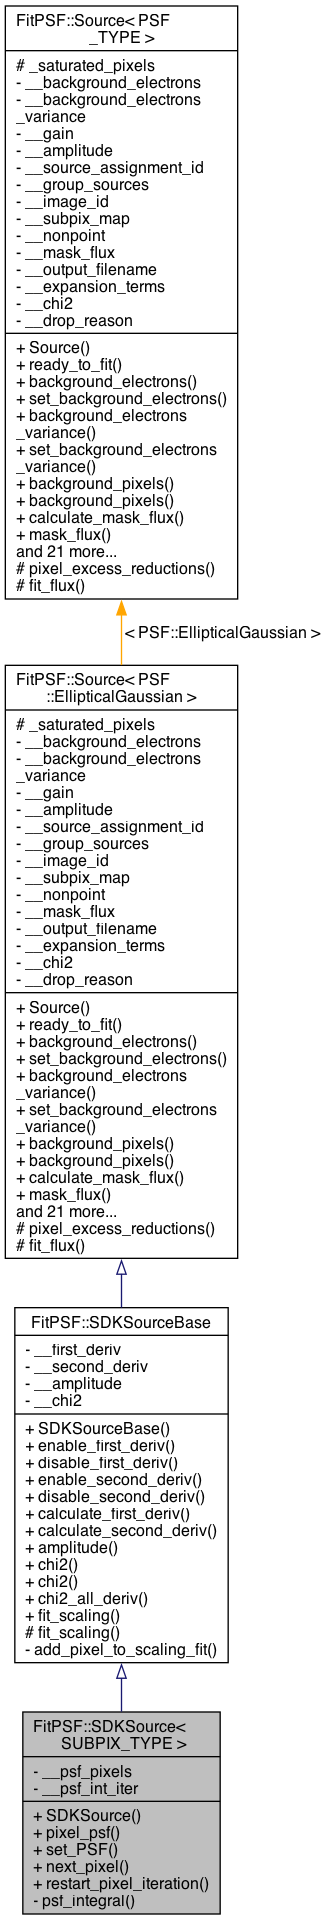 FitPSF::Source< PSF
_TYPE >
# _saturated_pixels
- __background_electrons
- __background_electrons
_variance
- __gain
- __amplitude
- __source_assignment_id
- __group_sources
- __image_id
- __subpix_map
- __nonpoint
- __mask_flux
- __output_filename
- __expansion_terms
- __chi2
- __drop_reason
+ Source()
+ ready_to_fit()
+ background_electrons()
+ set_background_electrons()
+ background_electrons
_variance()
+ set_background_electrons
_variance()
+ background_pixels()
+ background_pixels()
+ calculate_mask_flux()
+ mask_flux()
and 21 more...
# pixel_excess_reductions()
# fit_flux()
< PSF::EllipticalGaussian >
FitPSF::Source< PSF
::EllipticalGaussian >
# _saturated_pixels
- __background_electrons
- __background_electrons
_variance
- __gain
- __amplitude
- __source_assignment_id
- __group_sources
- __image_id
- __subpix_map
- __nonpoint
- __mask_flux
- __output_filename
- __expansion_terms
- __chi2
- __drop_reason
+ Source()
+ ready_to_fit()
+ background_electrons()
+ set_background_electrons()
+ background_electrons
_variance()
+ set_background_electrons
_variance()
+ background_pixels()
+ background_pixels()
+ calculate_mask_flux()
+ mask_flux()
and 21 more...
# pixel_excess_reductions()
# fit_flux()
FitPSF::SDKSourceBase
- __first_deriv
- __second_deriv
- __amplitude
- __chi2
+ SDKSourceBase()
+ enable_first_deriv()
+ disable_first_deriv()
+ enable_second_deriv()
+ disable_second_deriv()
+ calculate_first_deriv()
+ calculate_second_deriv()
+ amplitude()
+ chi2()
+ chi2()
+ chi2_all_deriv()
+ fit_scaling()
# fit_scaling()
- add_pixel_to_scaling_fit()
FitPSF::SDKSource<
SUBPIX_TYPE >
- __psf_pixels
- __psf_int_iter
+ SDKSource()
+ pixel_psf()
+ set_PSF()
+ next_pixel()
+ restart_pixel_iteration()
- psf_integral()